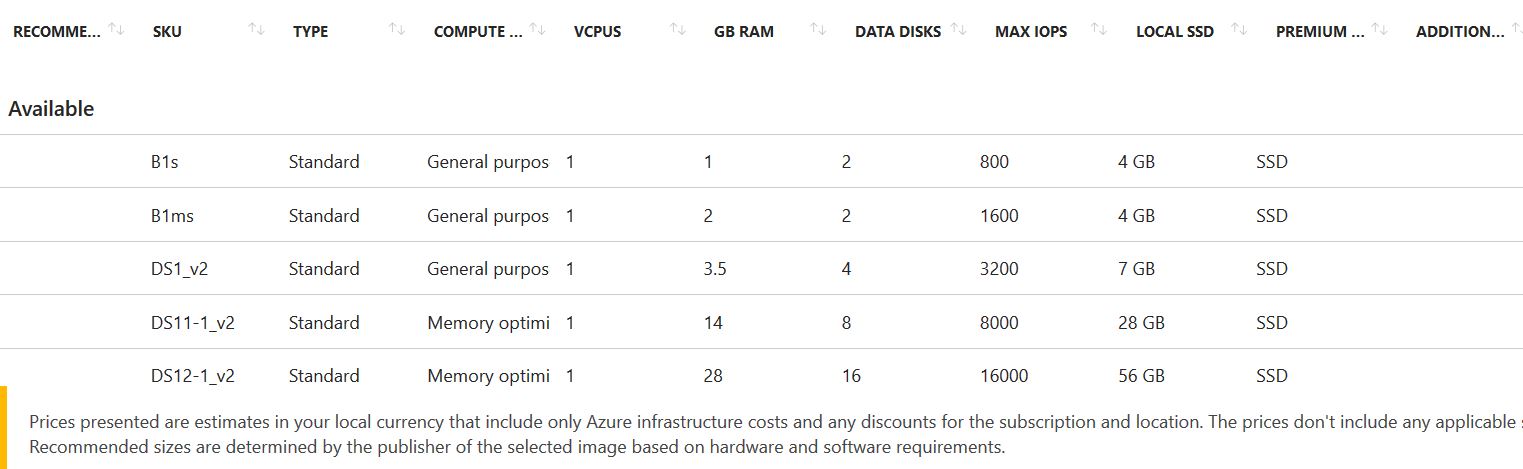 RECOMME... SKU TYPE COMPUTE ... VCPUS GB RAM DATA DISKS MAX IOPS LOCAL SSD PREMIUM ... ADDITION...
Available
B1s Standard General purpos 1 1 2 800 4 GB SSD
B1ms Standard General purpos 1 2 2 1600 4 GB SSD
DS1_v2 Standard General purpos 1 3.5 4 3200 7 GB SSD
DS11-1_v2 Standard Memory optimi 1 14 8 8000 28 GB SSD
DS12-1_v2 Standard Memory optimi 1 28 16 16000 56 GB SSD
Prices presented are estimates in your local currency that include only Azure infrastructure costs and any discounts for the subscription and location. The prices don't include any applicable
Recommended sizes are determined by the publisher of the selected image based on hardware and software requirements.